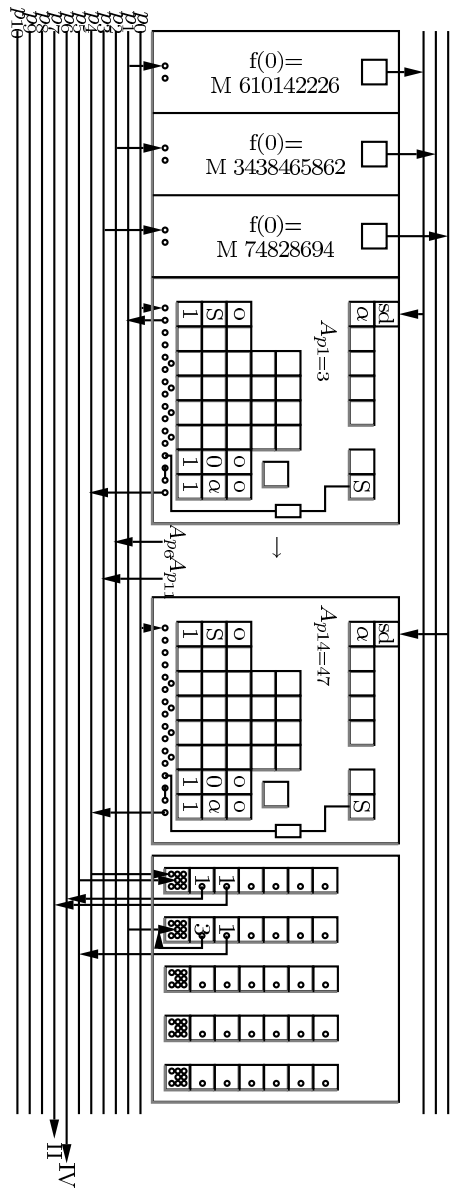 p10 p9 p8 p7 p6 p5 p4 p3 p2 p1 p0
f(0)=
M 610142226
f(0)=
M 3438465862
f(0)=
M 74828694
1 S o
α sd
A_{p1=3}
1 0 o
1 α o
S
A_{p6} A_{p11}
→
1 S o
α sd
A_{p14=47}
1 0 o
1 α o
S
1 1
3 1
II
IV